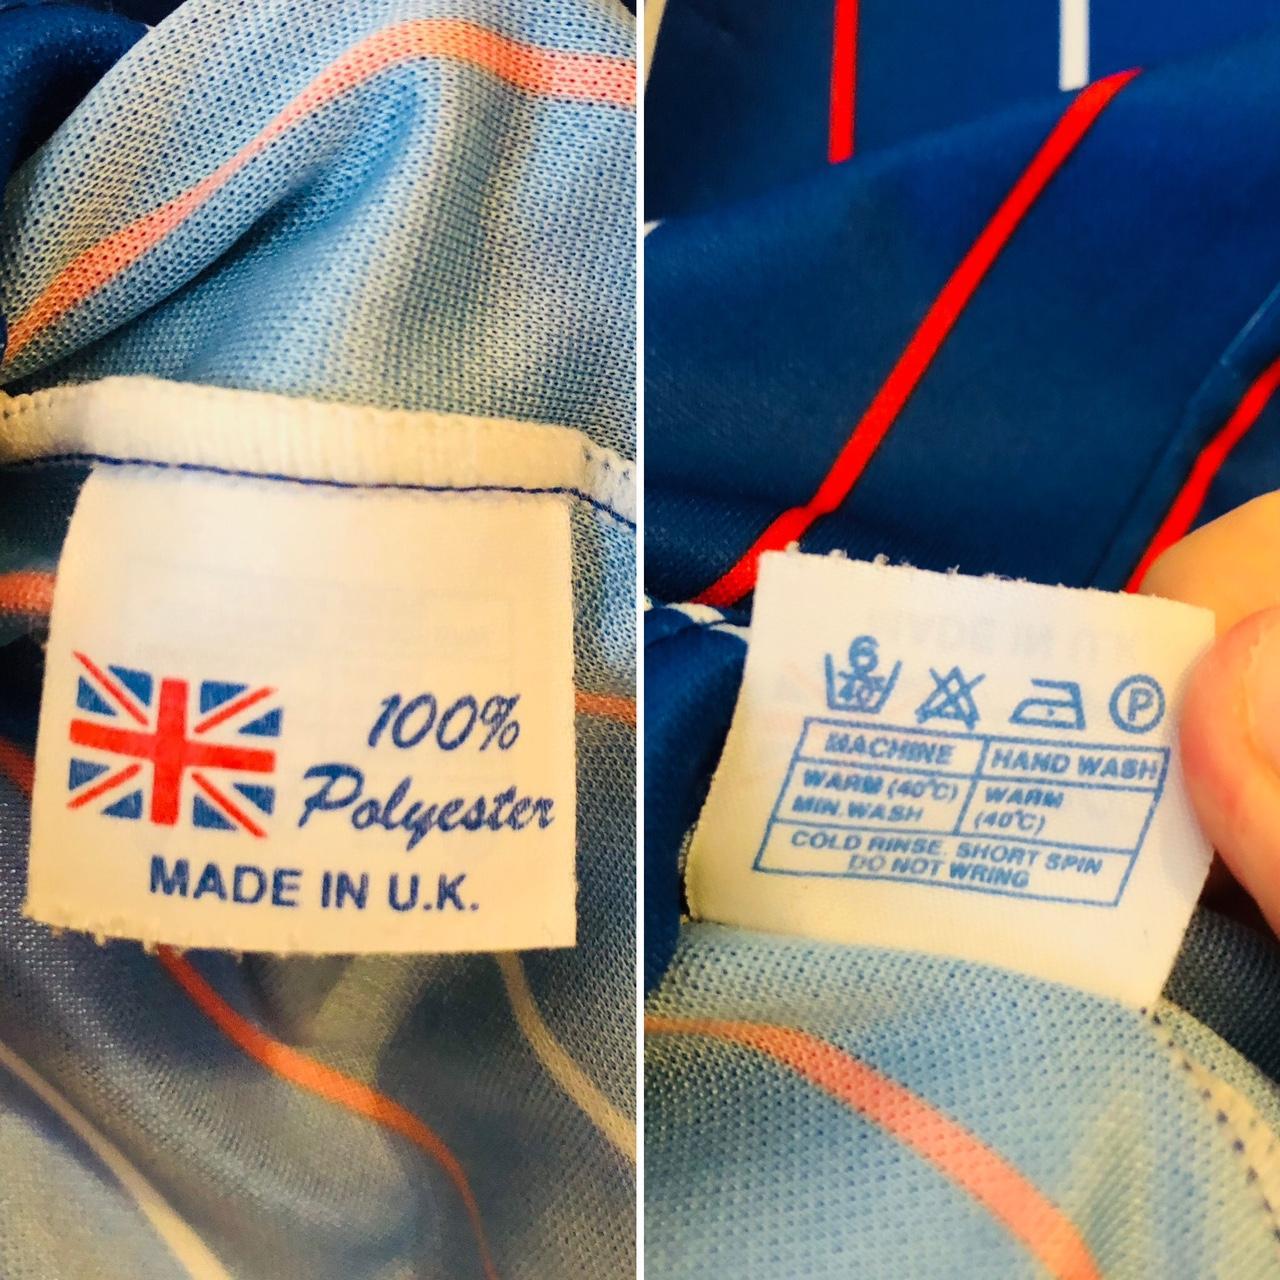 100%
Polyester
MADE IN U.K.
6
40
P
MACHINE HAND WASH
WARM (40°C) WARM
MIN. WASH (40°C)
COLD RINSE. SHORT SPIN
DO NOT WRING